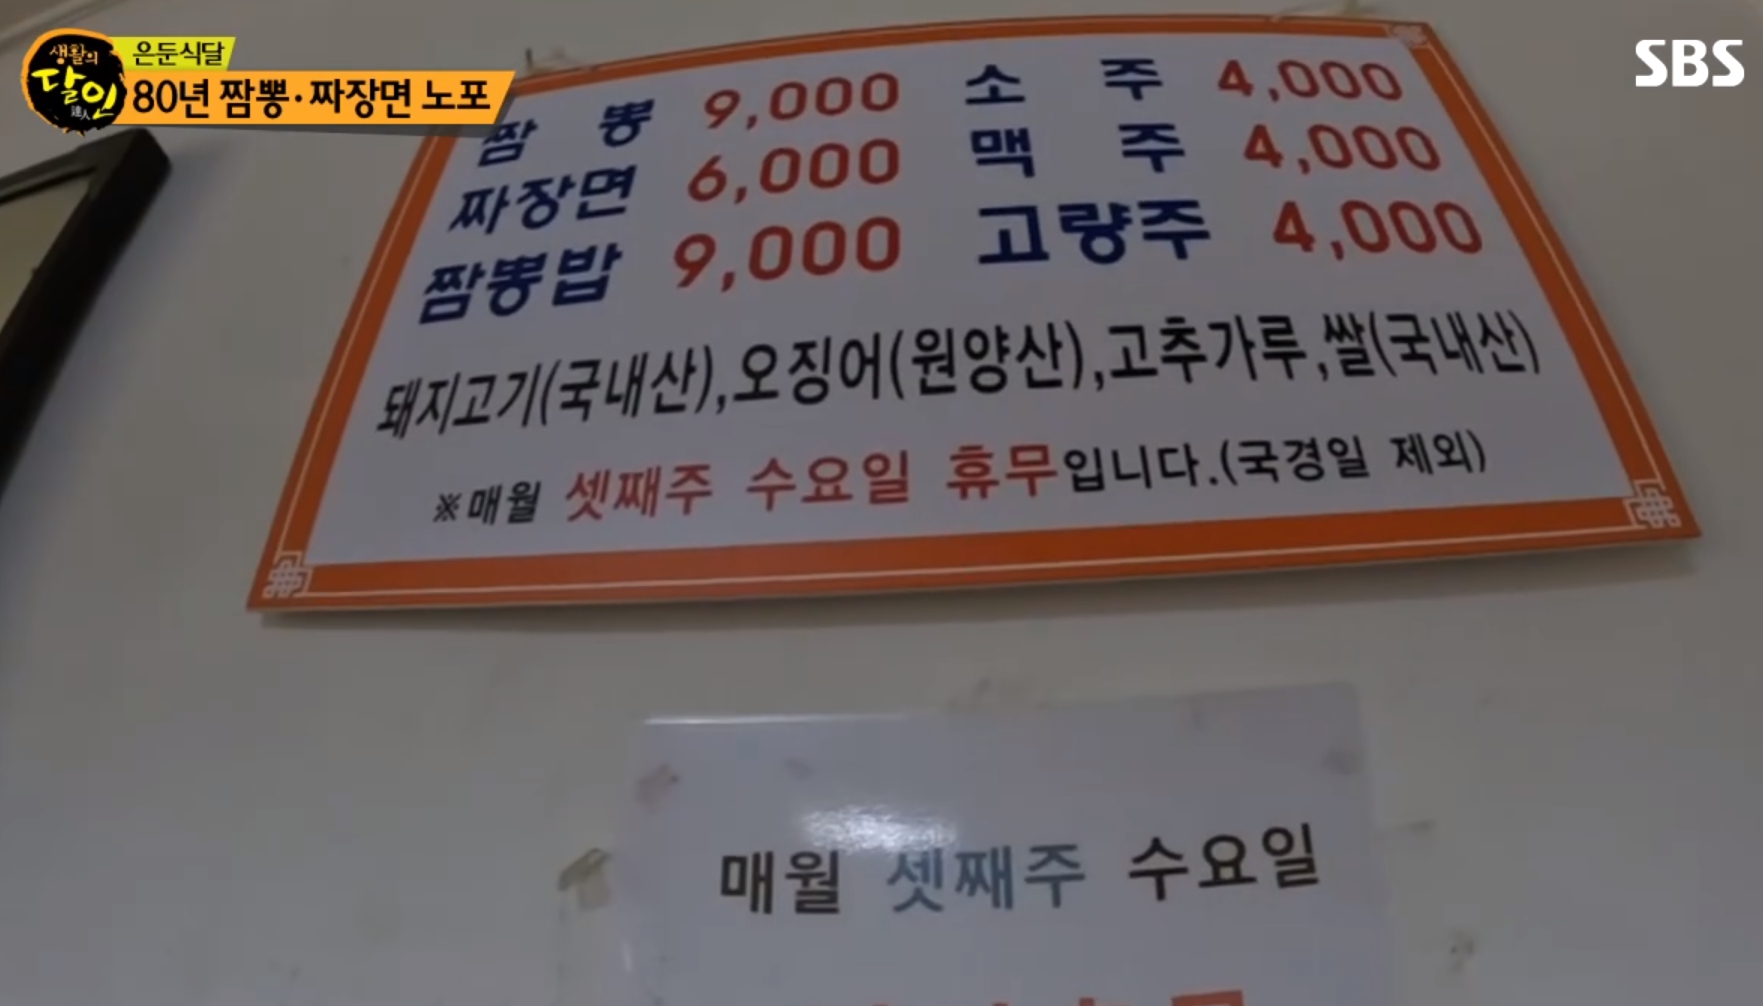 생활의 달인
達人
은둔식달
80년 짬뽕·짜장면 노포
SBS
짬 뽕 9,000 소 주 4,000
짜장면 6,000 맥 주 4,000
짬뽕밥 9,000 고량주 4,000
돼지고기(국내산),오징어(원양산),고추가루,쌀(국내산)
※매월 셋째주 수요일 휴무입니다.(국경일 제외)
매월 셋째주 수요일